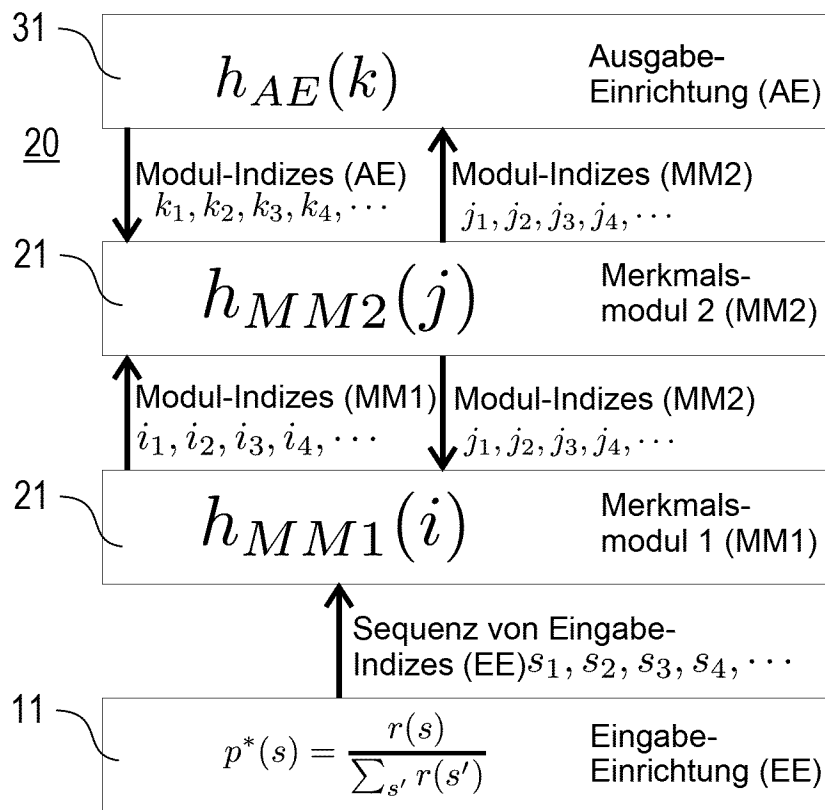 31
h_{AE}(k)
Ausgabe-
Einrichtung (AE)
20
Modul-Indizes (AE)
k_1, k_2, k_3, k_4, ⋯
Modul-Indizes (MM2)
j_1, j_2, j_3, j_4, ...
21
h_{MM2}(j)
Merkmals-
modul 2 (MM2)
Modul-Indizes (MM1)
i_1, i_2, i_3, i_4, ⋯
Modul-Indizes (MM2)
j_1, j_2, j_3, j_4, ...
21
h_{MM1}(i)
Merkmals-
modul 1 (MM1)
Sequenz von Eingabe-
Indizes (EE) s_1, s_2, s_3, s_4, ⋯
11
p^*(s) = \frac{r(s)}{\sum_{s'} r(s')}
Eingabe-
Einrichtung (EE)